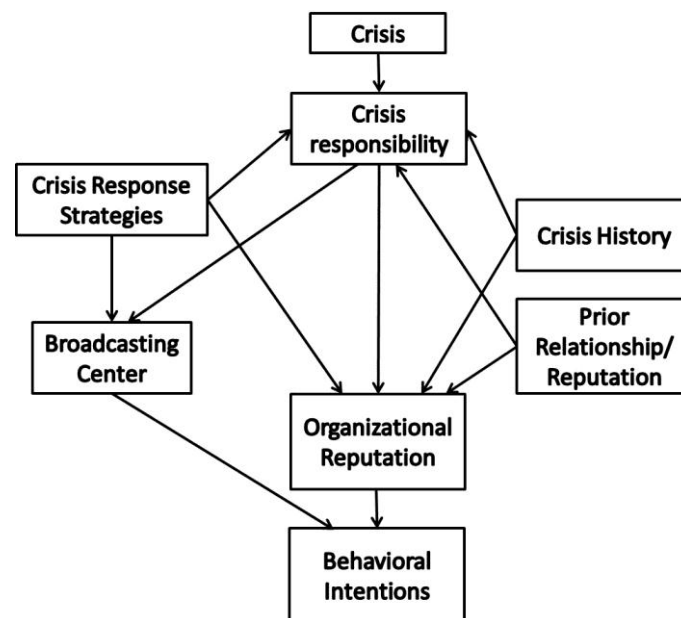 Crisis
Crisis
responsibility
Crisis Response
Strategies
Crisis History
Broadcasting
Center
Prior
Relationship/
Reputation
Organizational
Reputation
Behavioral
Intentions